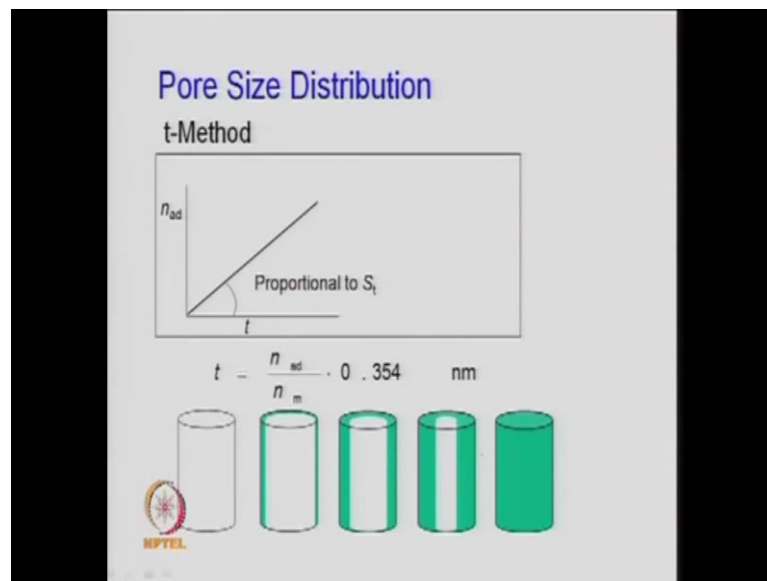 Pore Size Distribution
t-Method
n_ad
Proportional to S_t
t
t = n_ad / n_m · 0.354 nm
NPTEL